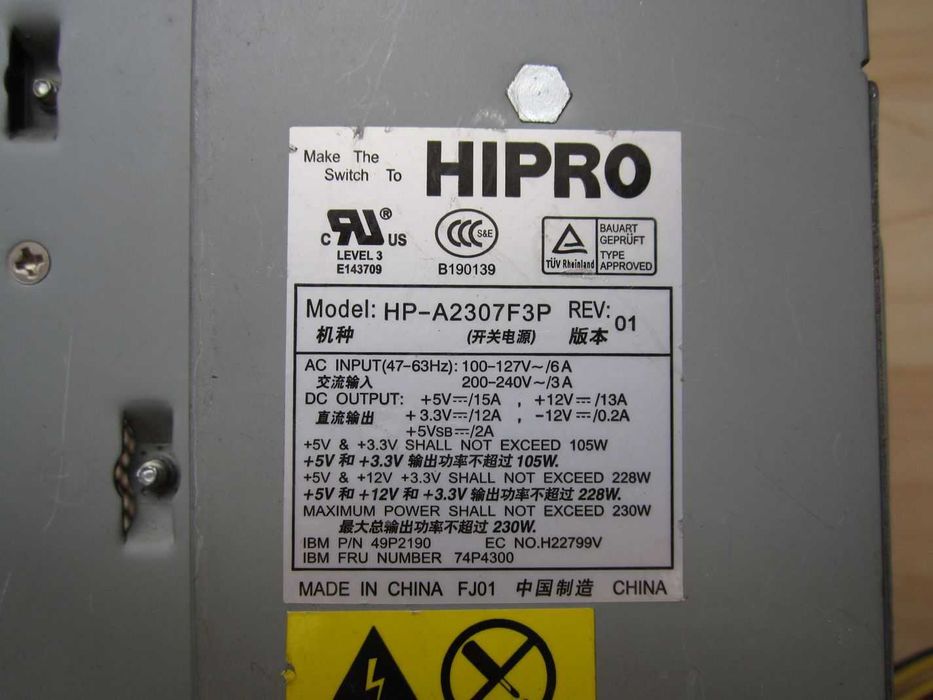 Make The
Switch To
HIPRO
C RU® US
LEVEL 3
E143709
CCC S&E
B190139
TÜV Rheinland
BAUART
GEPRÜFT
TYPE
APPROVED
Model: HP-A2307F3P REV: 01
机种 (开关电源) 版本
AC INPUT(47-63Hz): 100-127V~/6A
交流输入 200-240V~/3A
DC OUTPUT: +5V⎓/15A , +12V⎓/13A
直流输出 +3.3V⎓/12A , -12V⎓/0.2A
+5VSB⎓/2A
+5V & +3.3V SHALL NOT EXCEED 105W
+5V 和 +3.3V 输出功率不超过 105W.
+5V & +12V +3.3V SHALL NOT EXCEED 228W
+5V 和 +12V 和 +3.3V 输出功率不超过 228W.
MAXIMUM POWER SHALL NOT EXCEED 230W
最大总输出功率不超过 230W.
IBM P/N 49P2190 EC NO.H22799V
IBM FRU NUMBER 74P4300
MADE IN CHINA FJ01 中国制造 CHINA